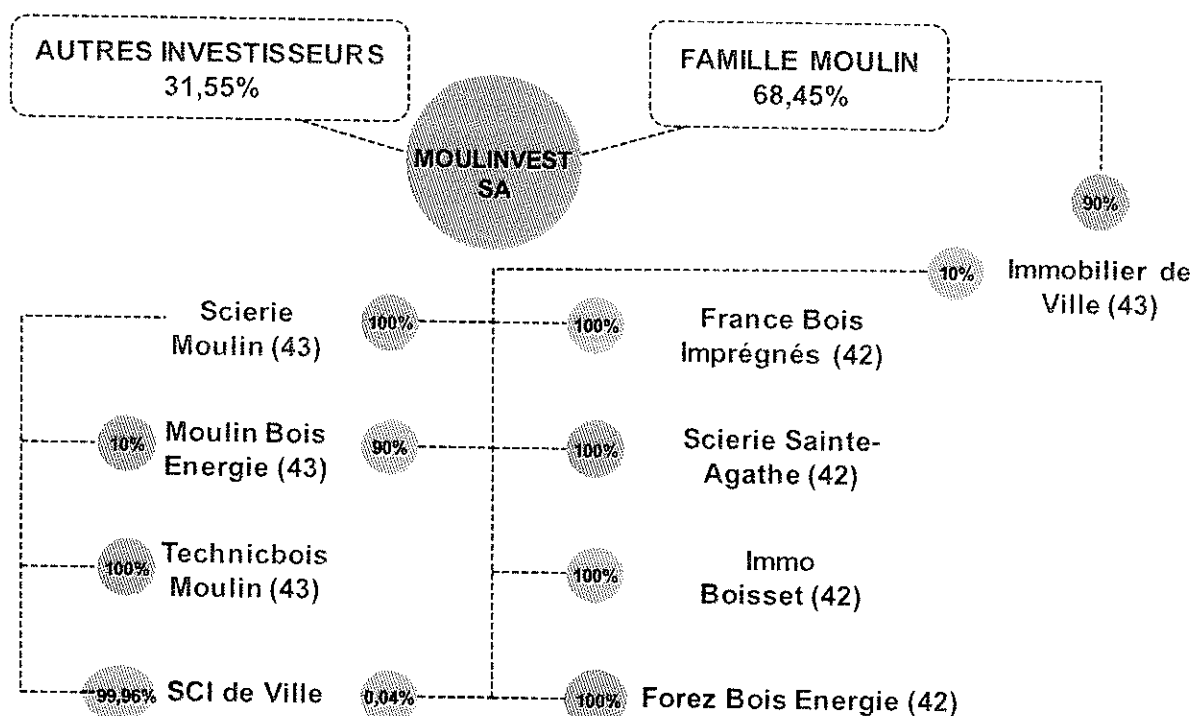 AUTRES INVESTISSEURS
31,55%
FAMILLE MOULIN
68,45%
MOULINVEST
SA
90%
10%
Immobilier de
Ville (43)
Scierie
Moulin (43)
100%
100%
France Bois
Imprégnés (42)
10%
Moulin Bois
Energie (43)
90%
100%
Scierie Sainte-
Agathe (42)
100%
Technicbois
Moulin (43)
100%
Immo
Boisset (42)
99,96%
SCI de Ville
0,04%
100%
Forez Bois Energie (42)